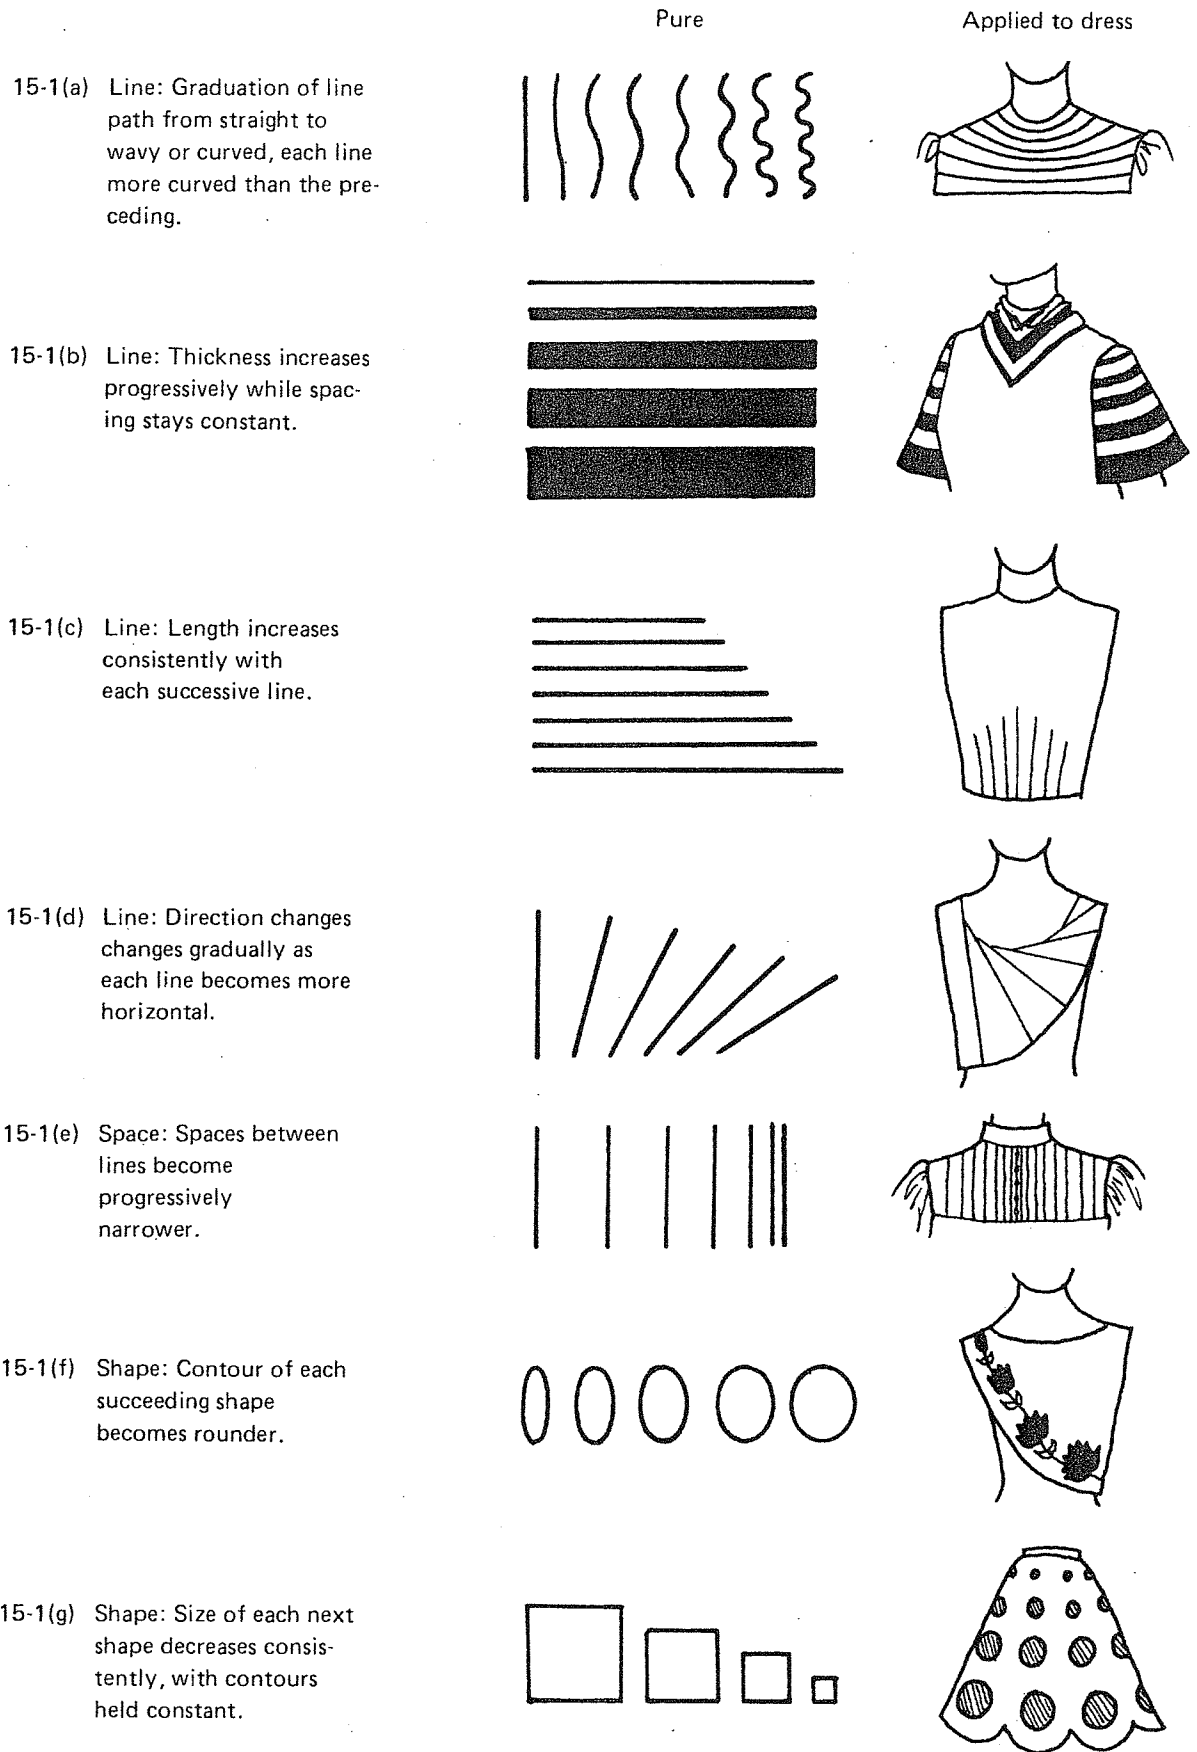 Pure Applied to dress
15-1(a) Line: Graduation of line
path from straight to
wavy or curved, each line
more curved than the pre-
ceding.
15-1(b) Line: Thickness increases
progressively while spac-
ing stays constant.
15-1(c) Line: Length increases
consistently with
each successive line.
15-1(d) Line: Direction changes
changes gradually as
each line becomes more
horizontal.
15-1(e) Space: Spaces between
lines become
progressively
narrower.
15-1(f) Shape: Contour of each
succeeding shape
becomes rounder.
15-1(g) Shape: Size of each next
shape decreases consis-
tently, with contours
held constant.